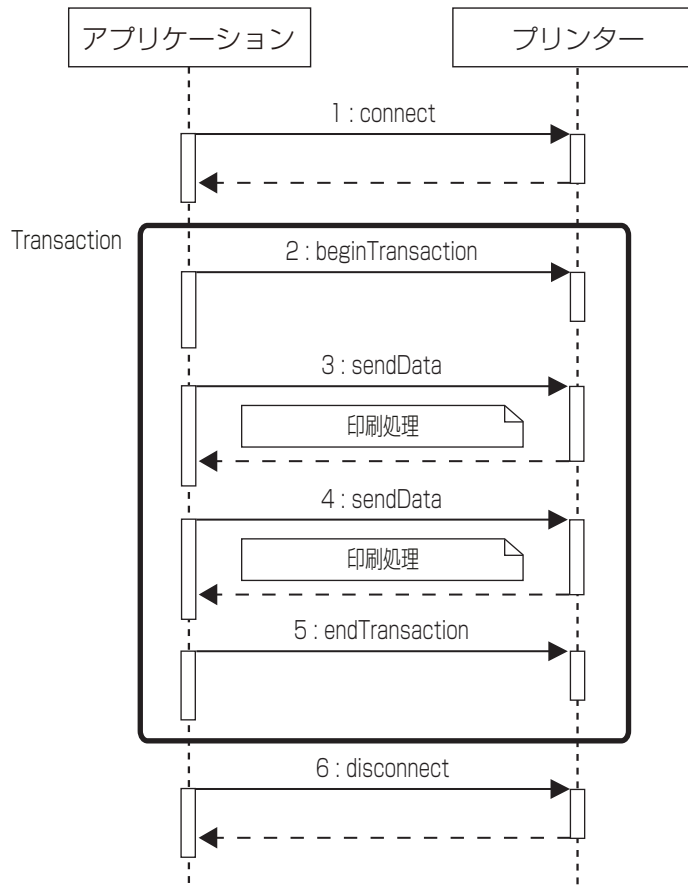 アプリケーション
プリンター
1 : connect
Transaction
2 : beginTransaction
3 : sendData
印刷処理
4 : sendData
印刷処理
5 : endTransaction
6 : disconnect